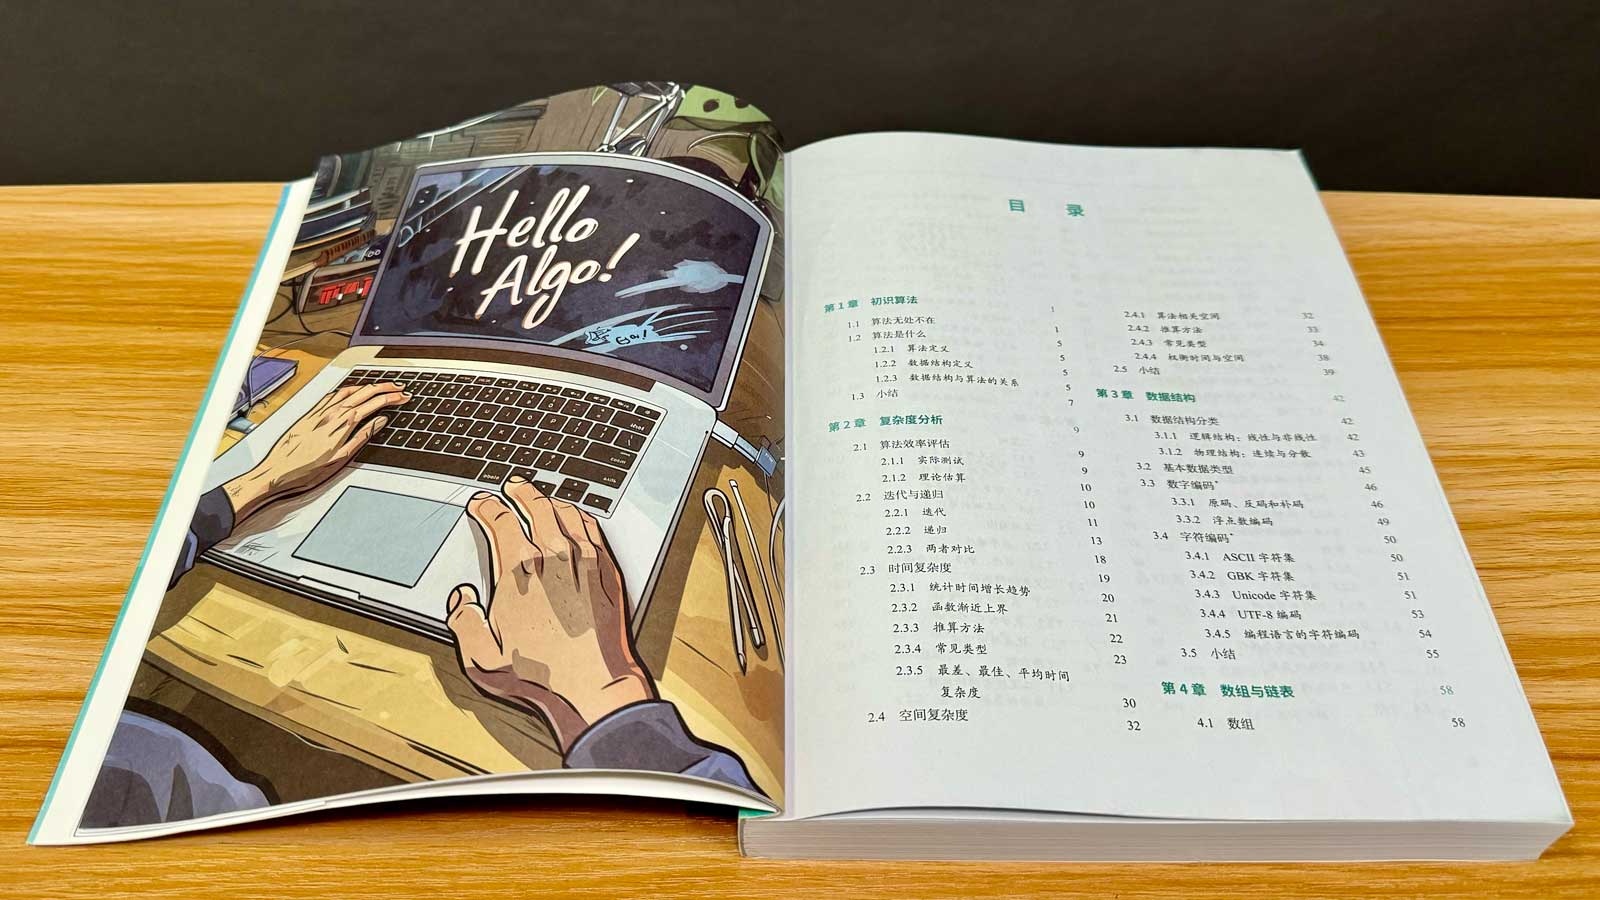 Hello
Algo!
目 录
第 1 章 初识算法 1
1.1 算法无处不在 1
1.2 算法是什么 5
1.2.1 算法定义 5
1.2.2 数据结构定义 5
1.2.3 数据结构与算法的关系 5
1.3 小结 7
第 2 章 复杂度分析 9
2.1 算法效率评估 9
2.1.1 实际测试 9
2.1.2 理论估算 10
2.2 迭代与递归 10
2.2.1 迭代 11
2.2.2 递归 13
2.2.3 两者对比 18
2.3 时间复杂度 19
2.3.1 统计时间增长趋势 20
2.3.2 函数渐近上界 21
2.3.3 推算方法 22
2.3.4 常见类型 23
2.3.5 最差、最佳、平均时间
复杂度 30
2.4 空间复杂度 32
2.4.1 算法相关空间 32
2.4.2 推算方法 33
2.4.3 常见类型 34
2.4.4 权衡时间与空间 38
2.5 小结 39
第 3 章 数据结构 42
3.1 数据结构分类 42
3.1.1 逻辑结构：线性与非线性 42
3.1.2 物理结构：连续与分散 43
3.2 基本数据类型 45
3.3 数字编码* 46
3.3.1 原码、反码和补码 46
3.3.2 浮点数编码 49
3.4 字符编码* 50
3.4.1 ASCII 字符集 50
3.4.2 GBK 字符集 51
3.4.3 Unicode 字符集 51
3.4.4 UTF-8 编码 53
3.4.5 编程语言的字符编码 54
3.5 小结 55
第 4 章 数组与链表 58
4.1 数组 58